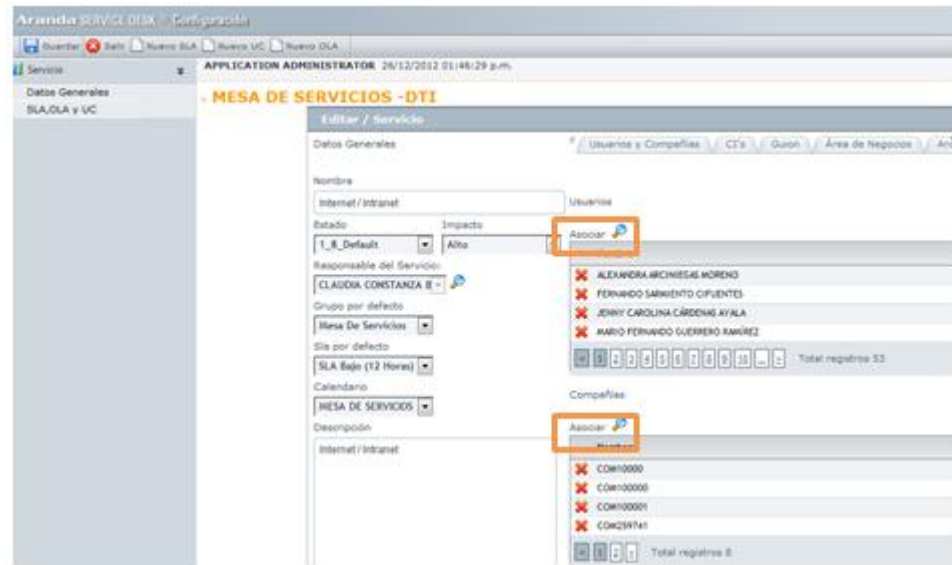 Aranda SERVICE DESK Configuración
Guardar Salir Nuevo SLA Nuevo UC Nuevo OLA
Servicio
APPLICATION ADMINISTRATOR 26/12/2012 01:46:29 p.m.
Datos Generales
SLA,OLA y UC
MESA DE SERVICIOS -DTI
Editar / Servicio
Datos Generales
Usuarios y Compañías CI's Guion Área de Negocios
Nombre
Internet / Intranet
Usuarios
Estado Impacto
Asociar
1_8_Default Alto
Responsable del Servicio:
CLAUDIA CONSTANZA B
ALEXANDRA ARCINIEGAS MORENO
FERNANDO SARMIENTO CIFUENTES
Grupo por defecto
JENNY CAROLINA CÁRDENAS AYALA
Mesa De Servicios
MARIO FERNANDO GUERRERO RAMÍREZ
Sla por defecto
1 2 3 4 5 6 7 8 9 10 ... Total registros 53
SLA Bajo (12 Horas)
Calendario
Compañías
MESA DE SERVICIOS
Descripción
Asociar
Internet / Intranet
COM10000
COM100000
COM100001
COM259741
1 2 Total registros 8